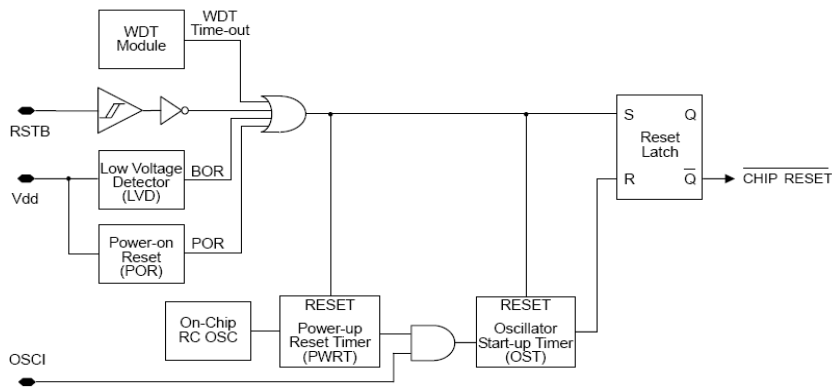 WDT
Module
WDT
Time-out
RSTB
Low Voltage
Detector
(LVD)
BOR
Vdd
Power-on
Reset
(POR)
POR
S
Q
Reset
Latch
R
Q
CHIP RESET
On-Chip
RC OSC
RESET
Power-up
Reset Timer
(PWRT)
RESET
Oscillator
Start-up Timer
(OST)
OSCI